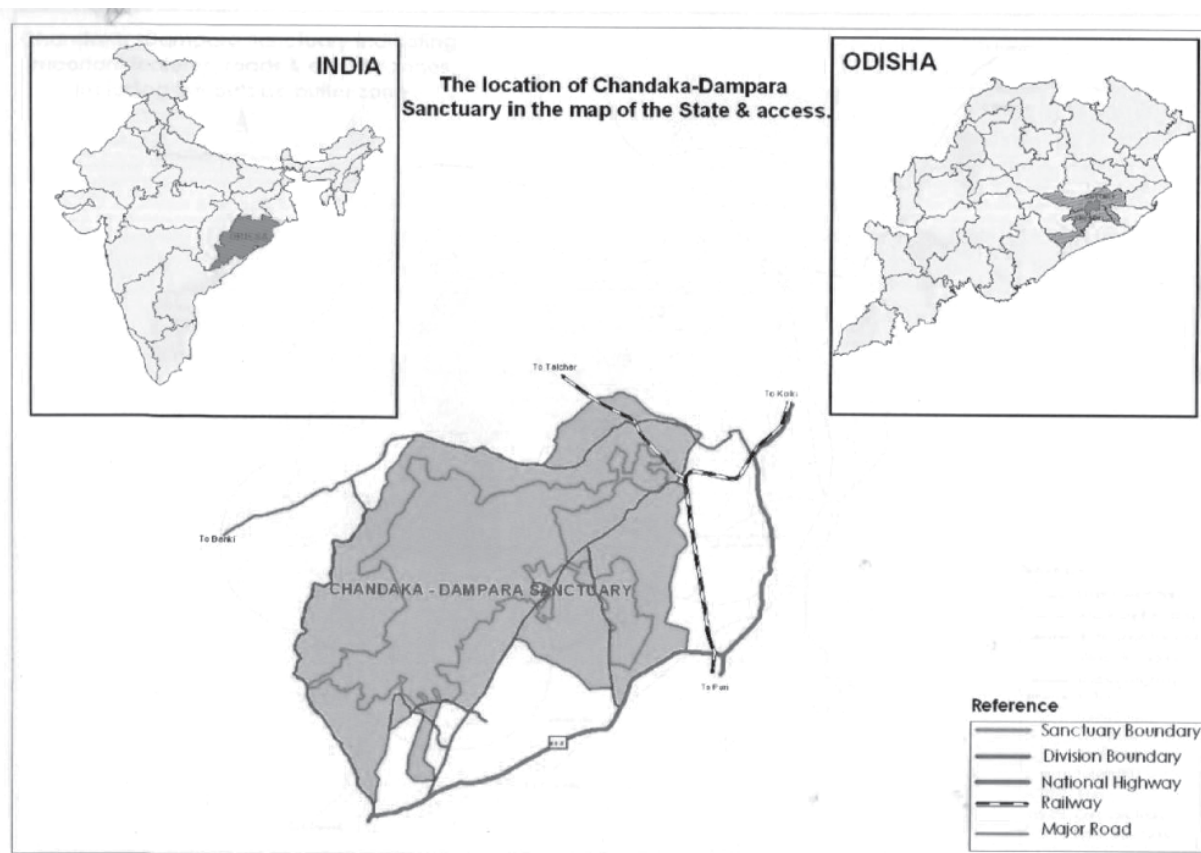 INDIA
The location of Chandaka-Dampara
Sanctuary in the map of the State & access.
ODISHA
To Talcher
To Kolki
To Banki
CHANDAKA - DAMPARA SANCTUARY
To Puri
Reference
Sanctuary Boundary
Division Boundary
National Highway
Railway
Major Road